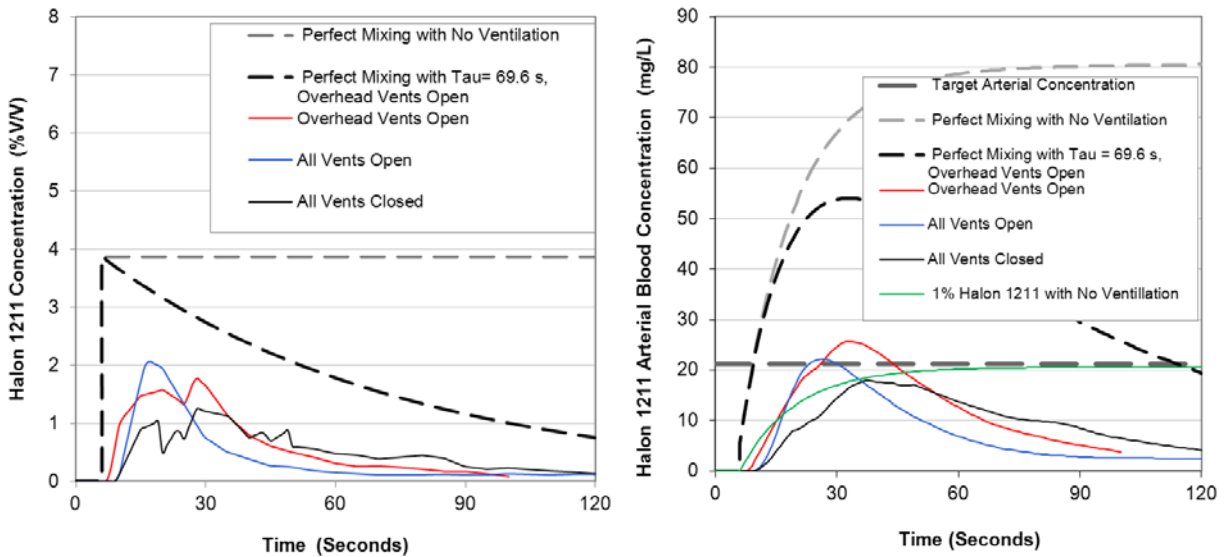 8
7
6
5
4
3
2
1
0
Halon 1211 Concentration (%V/V)
Perfect Mixing with No Ventilation
Perfect Mixing with Tau= 69.6 s,
Overhead Vents Open
Overhead Vents Open
All Vents Open
All Vents Closed
0 30 60 90 120
Time (Seconds)
90
80
70
60
50
40
30
20
10
0
Halon 1211 Arterial Blood Concentration (mg/L)
Target Arterial Concentration
Perfect Mixing with No Ventilation
Perfect Mixing with Tau = 69.6 s,
Overhead Vents Open
Overhead Vents Open
All Vents Open
All Vents Closed
1% Halon 1211 with No Ventillation
0 30 60 90 120
Time (Seconds)